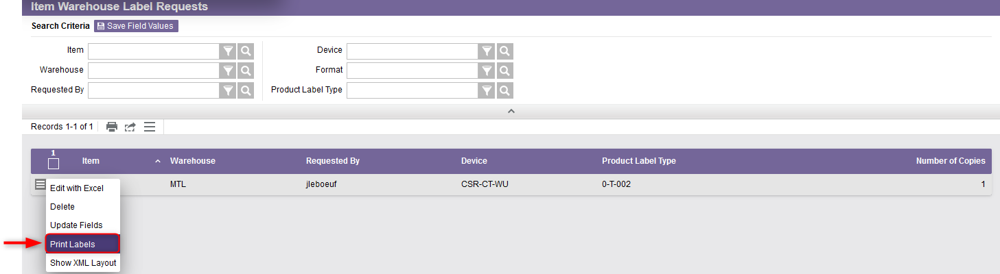 Item Warehouse Label Requests
Search Criteria Save Field Values
Item Device
Warehouse Format
Requested By Product Label Type
Records 1-1 of 1
1
Item Warehouse Requested By Device Product Label Type Number of Copies
MTL jleboeuf CSR-CT-WU 0-T-002 1
Edit with Excel
Delete
Update Fields
Print Labels
Show XML Layout